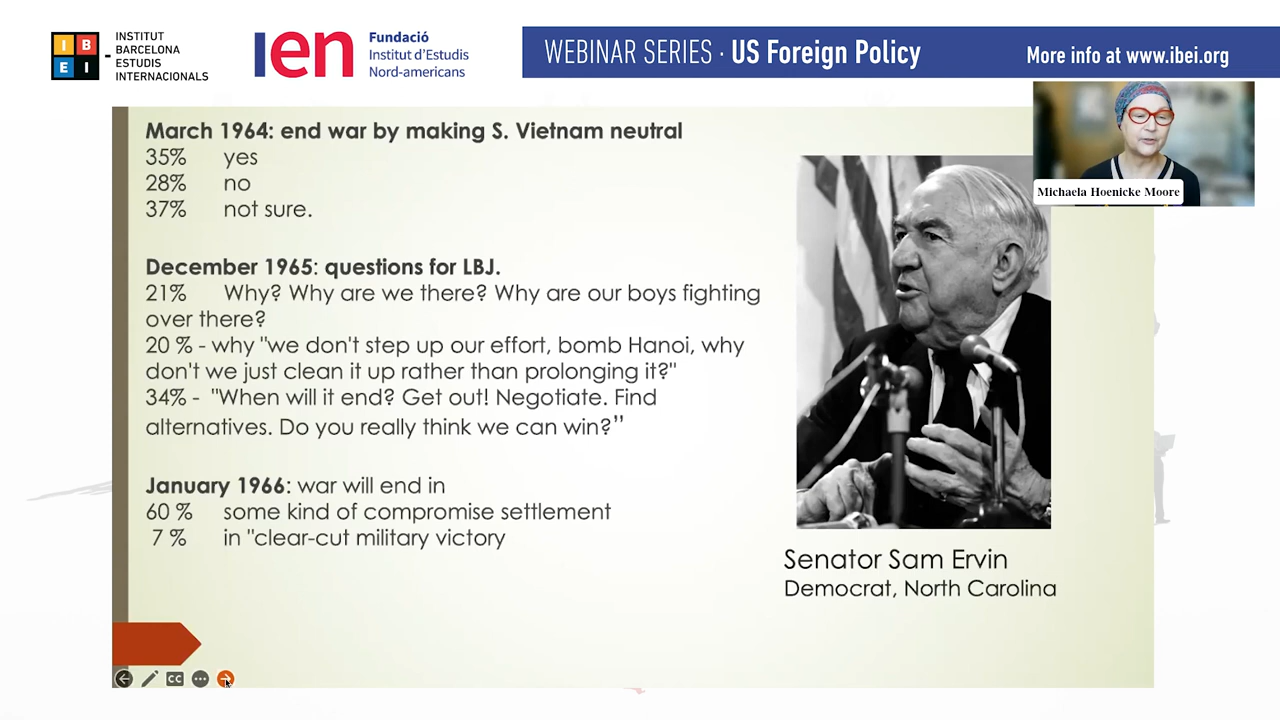 INSTITUT
BARCELONA
ESTUDIS
INTERNACIONALS
IB
EI
ien
Fundació
Institut d'Estudis
Nord-americans
WEBINAR SERIES · US Foreign Policy
More info at www.ibei.org
Michaela Hoenicke Moore
March 1964: end war by making S. Vietnam neutral
35% yes
28% no
37% not sure.
December 1965: questions for LBJ.
21% Why? Why are we there? Why are our boys fighting
over there?
20 % - why "we don't step up our effort, bomb Hanoi, why
don't we just clean it up rather than prolonging it?"
34% - "When will it end? Get out! Negotiate. Find
alternatives. Do you really think we can win?”
January 1966: war will end in
60 % some kind of compromise settlement
7 % in "clear-cut military victory
Senator Sam Ervin
Democrat, North Carolina
CC